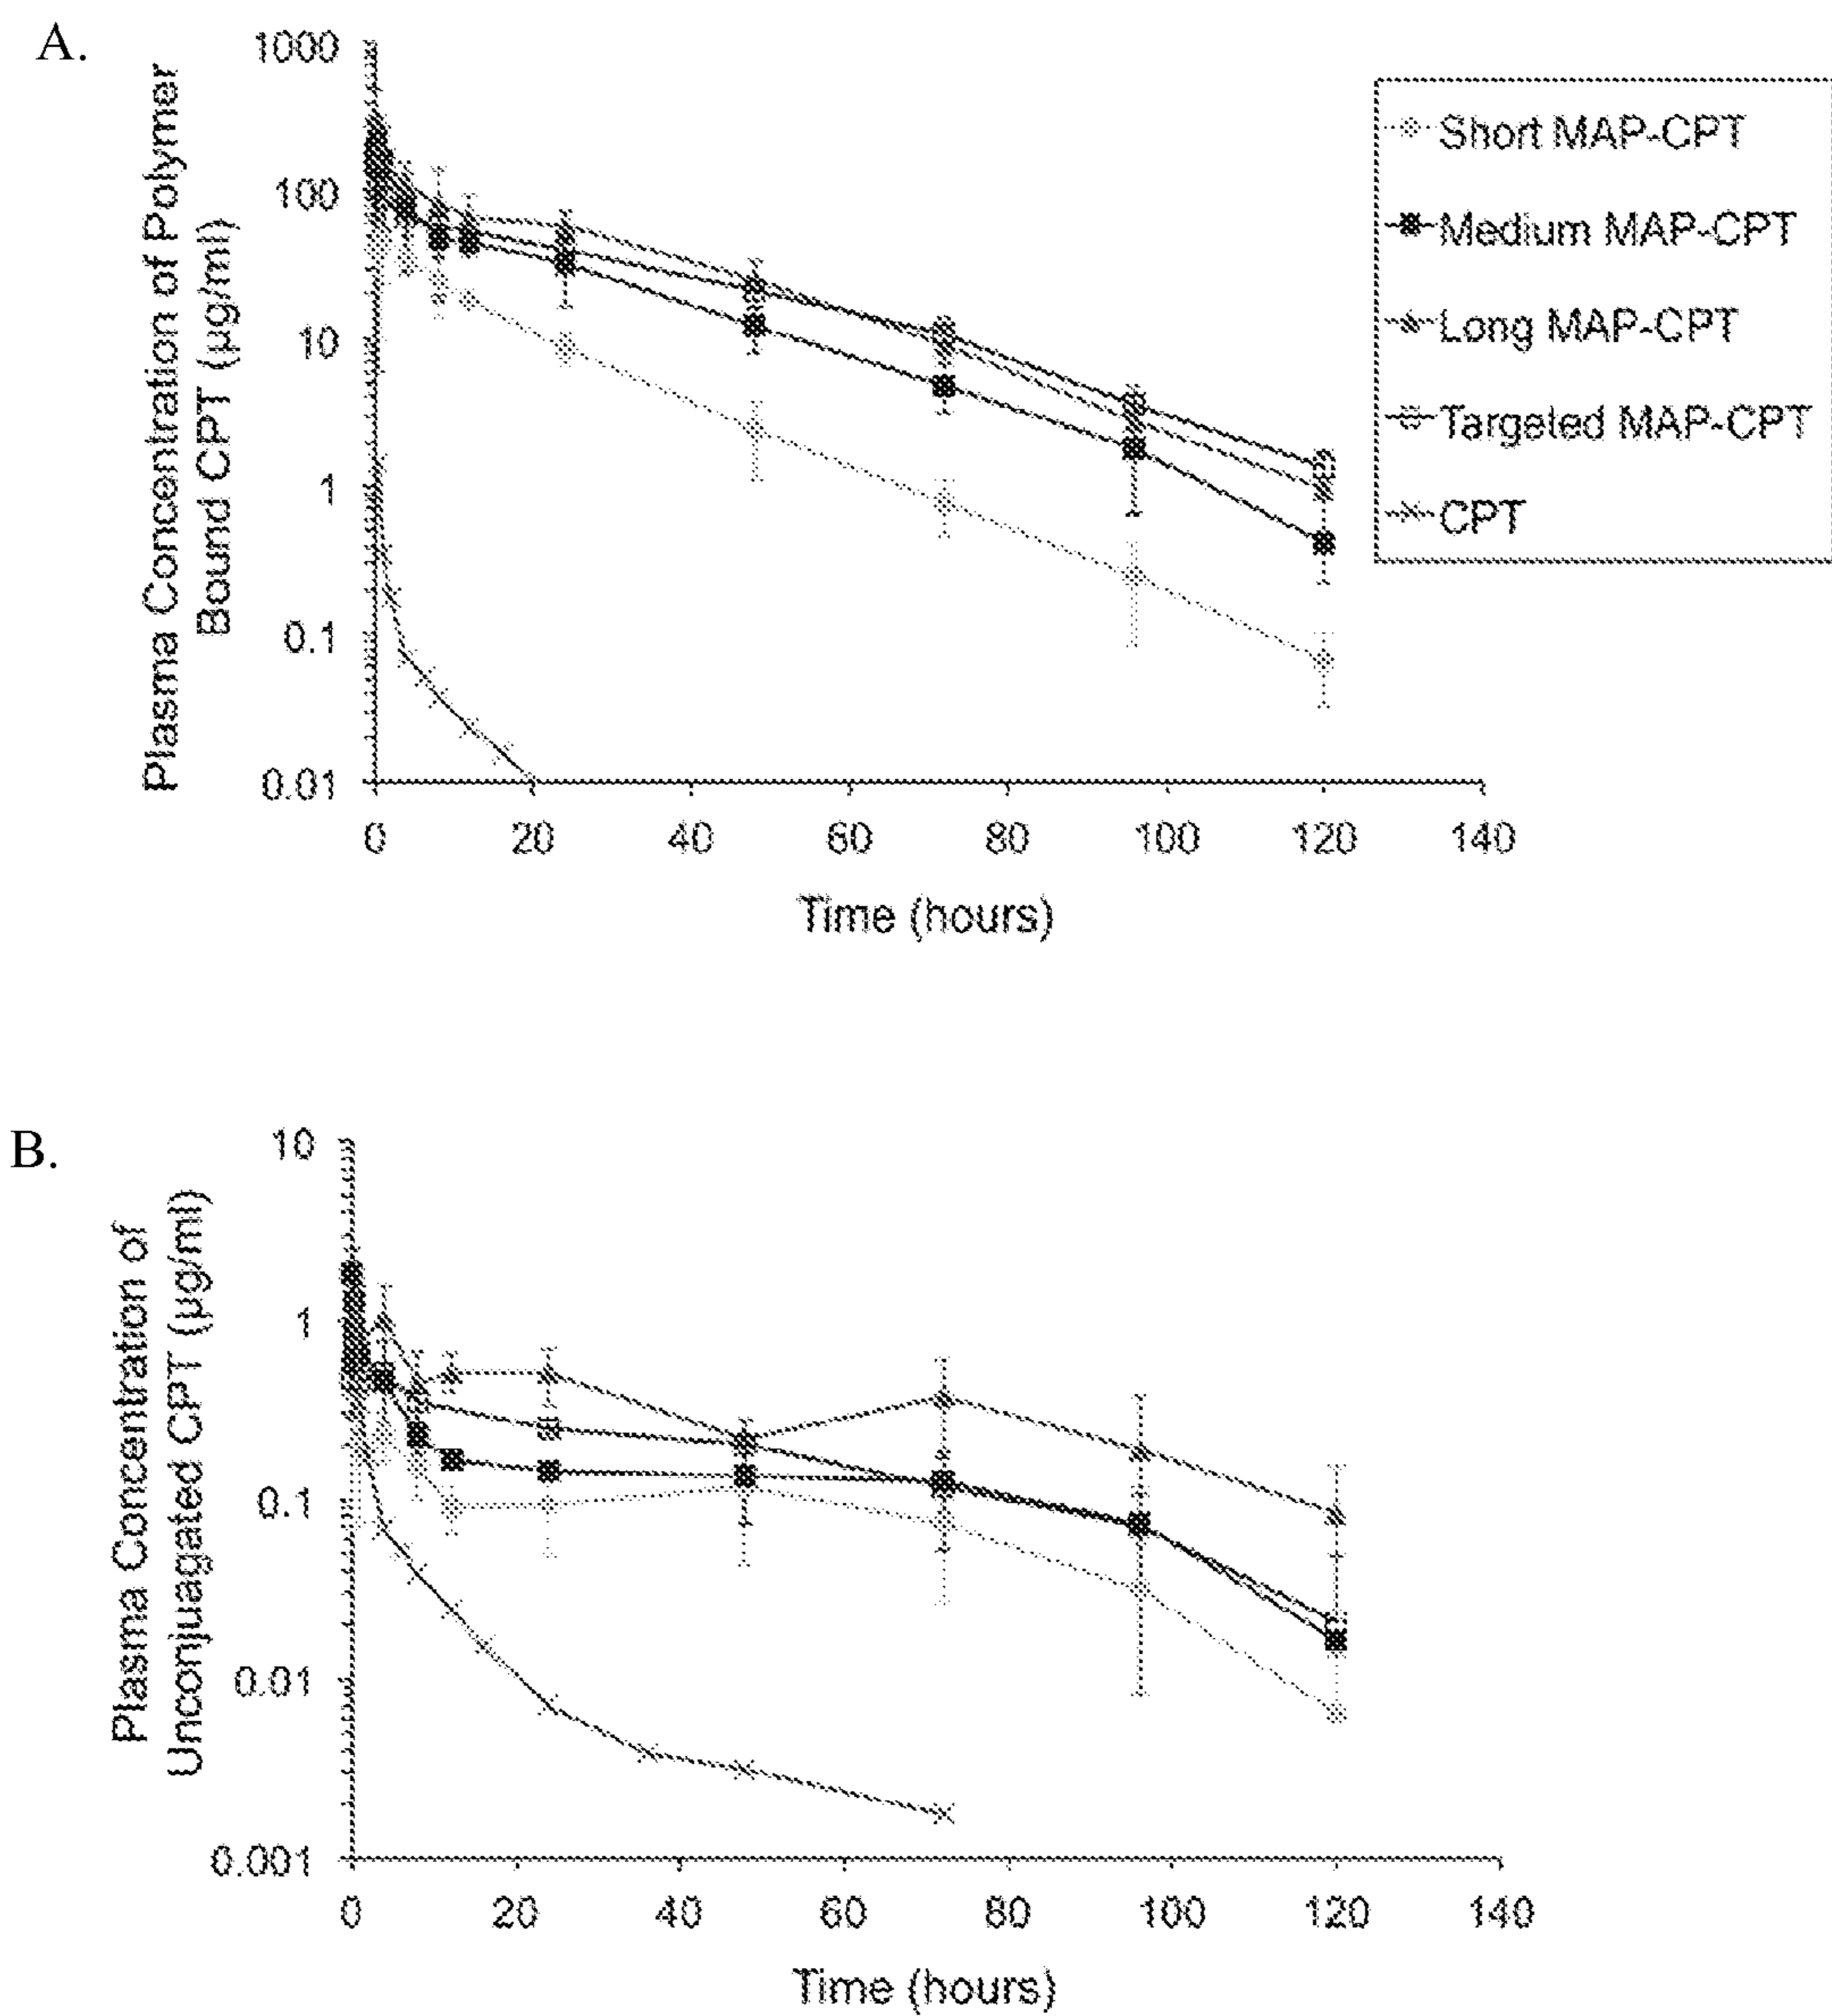 A.
1000
100
10
1
0.1
0.01
Plasma Concentration of Polymer
Bound CPT (µg/ml)
0 20 40 60 80 100 120 140
Time (hours)
Short MAP-CPT
Medium MAP-CPT
Long MAP-CPT
Targeted MAP-CPT
CPT
B.
10
1
0.1
0.01
0.001
Plasma Concentration of
Unconjuagated CPT (µg/ml)
0 20 40 60 80 100 120 140
Time (hours)